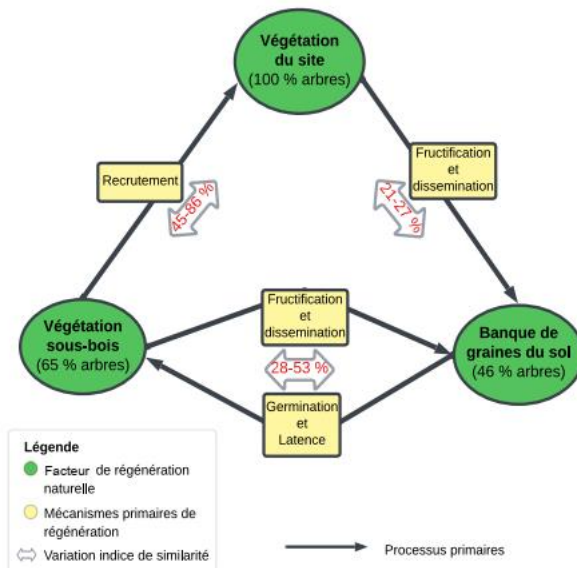 Végétation
du site
(100 % arbres)
Recrutement
45-86 %
Fructification
et
dissemination
21-27 %
Végétation
sous-bois
(65 % arbres)
Fructification
et
dissemination
28-53 %
Germination
et
Latence
Banque de
graines du sol
(46 % arbres)
Légende
Facteur de régénération
naturelle
Mécanismes primaires de
régénération
Variation indice de similarité
Processus primaires